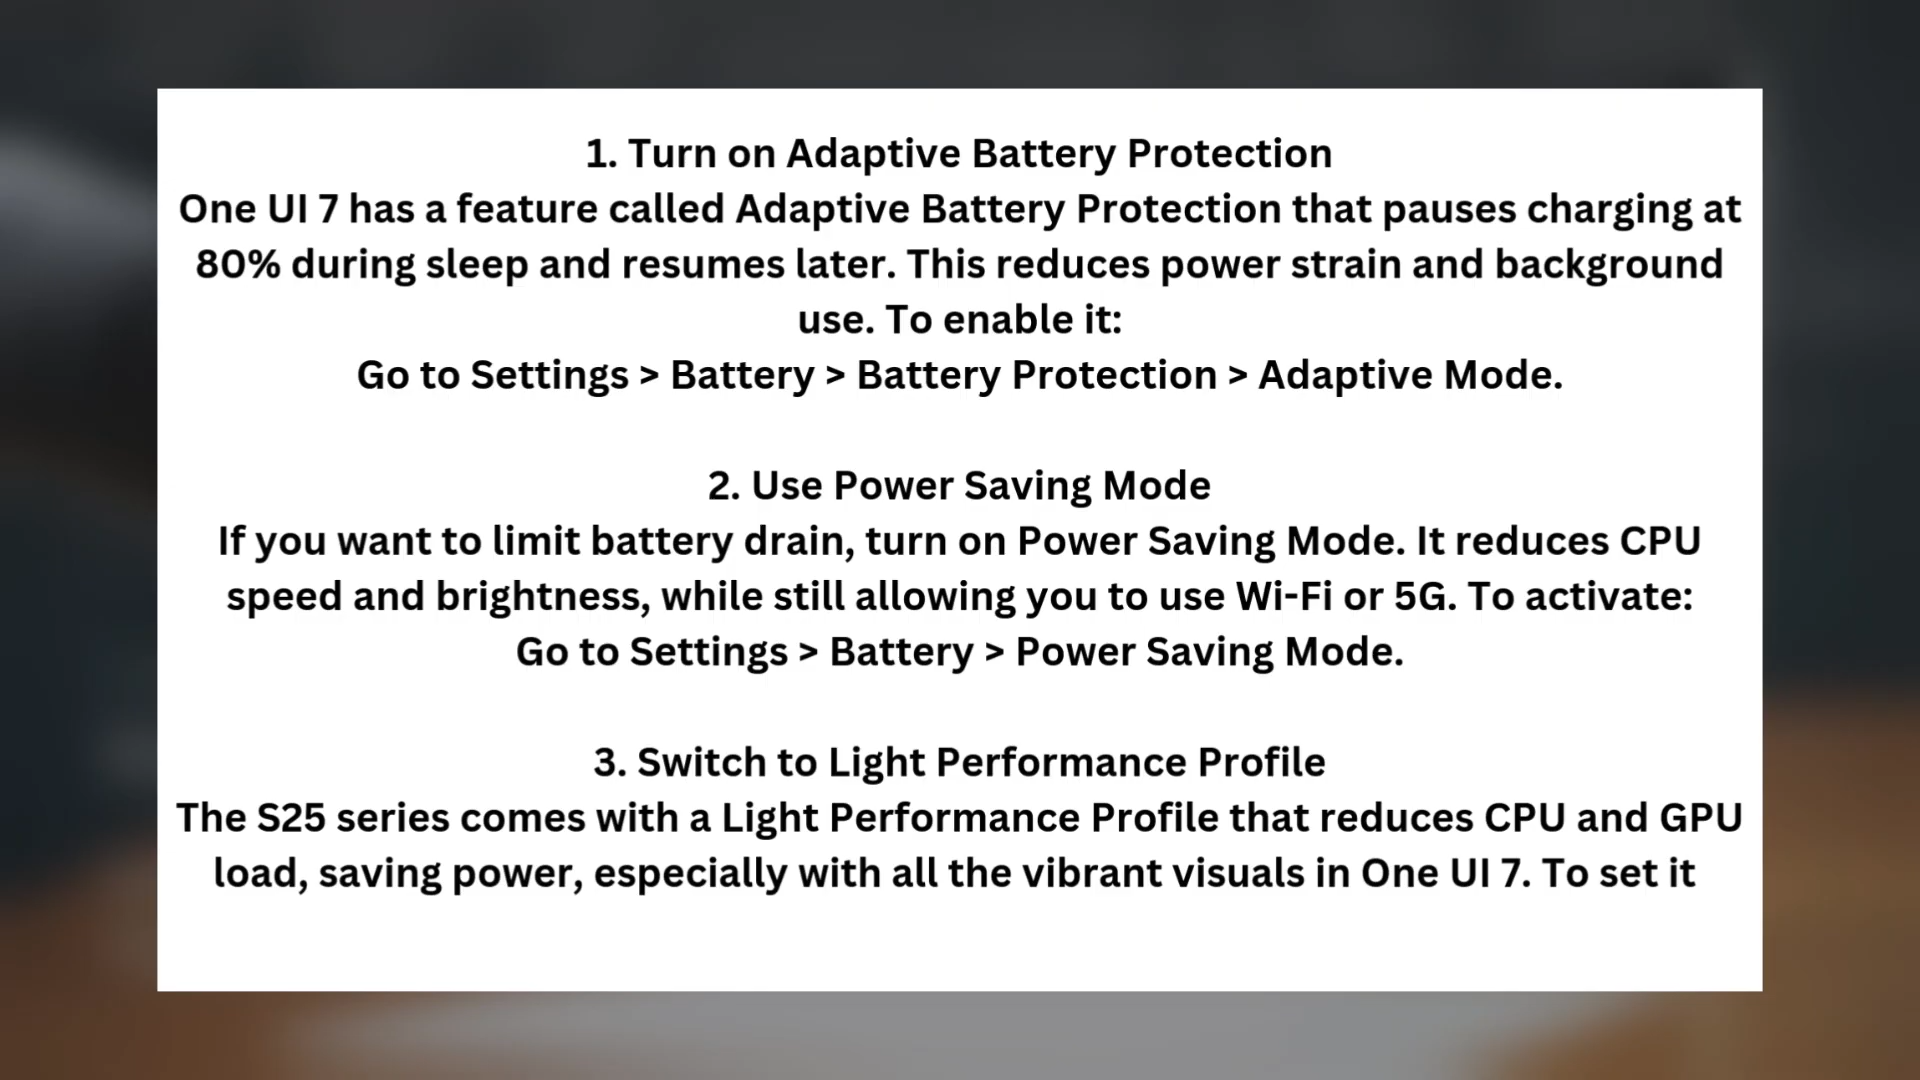 1. Turn on Adaptive Battery Protection
One UI 7 has a feature called Adaptive Battery Protection that pauses charging at
80% during sleep and resumes later. This reduces power strain and background
use. To enable it:
Go to Settings > Battery > Battery Protection > Adaptive Mode.
2. Use Power Saving Mode
If you want to limit battery drain, turn on Power Saving Mode. It reduces CPU
speed and brightness, while still allowing you to use Wi-Fi or 5G. To activate:
Go to Settings > Battery > Power Saving Mode.
3. Switch to Light Performance Profile
The S25 series comes with a Light Performance Profile that reduces CPU and GPU
load, saving power, especially with all the vibrant visuals in One UI 7. To set it